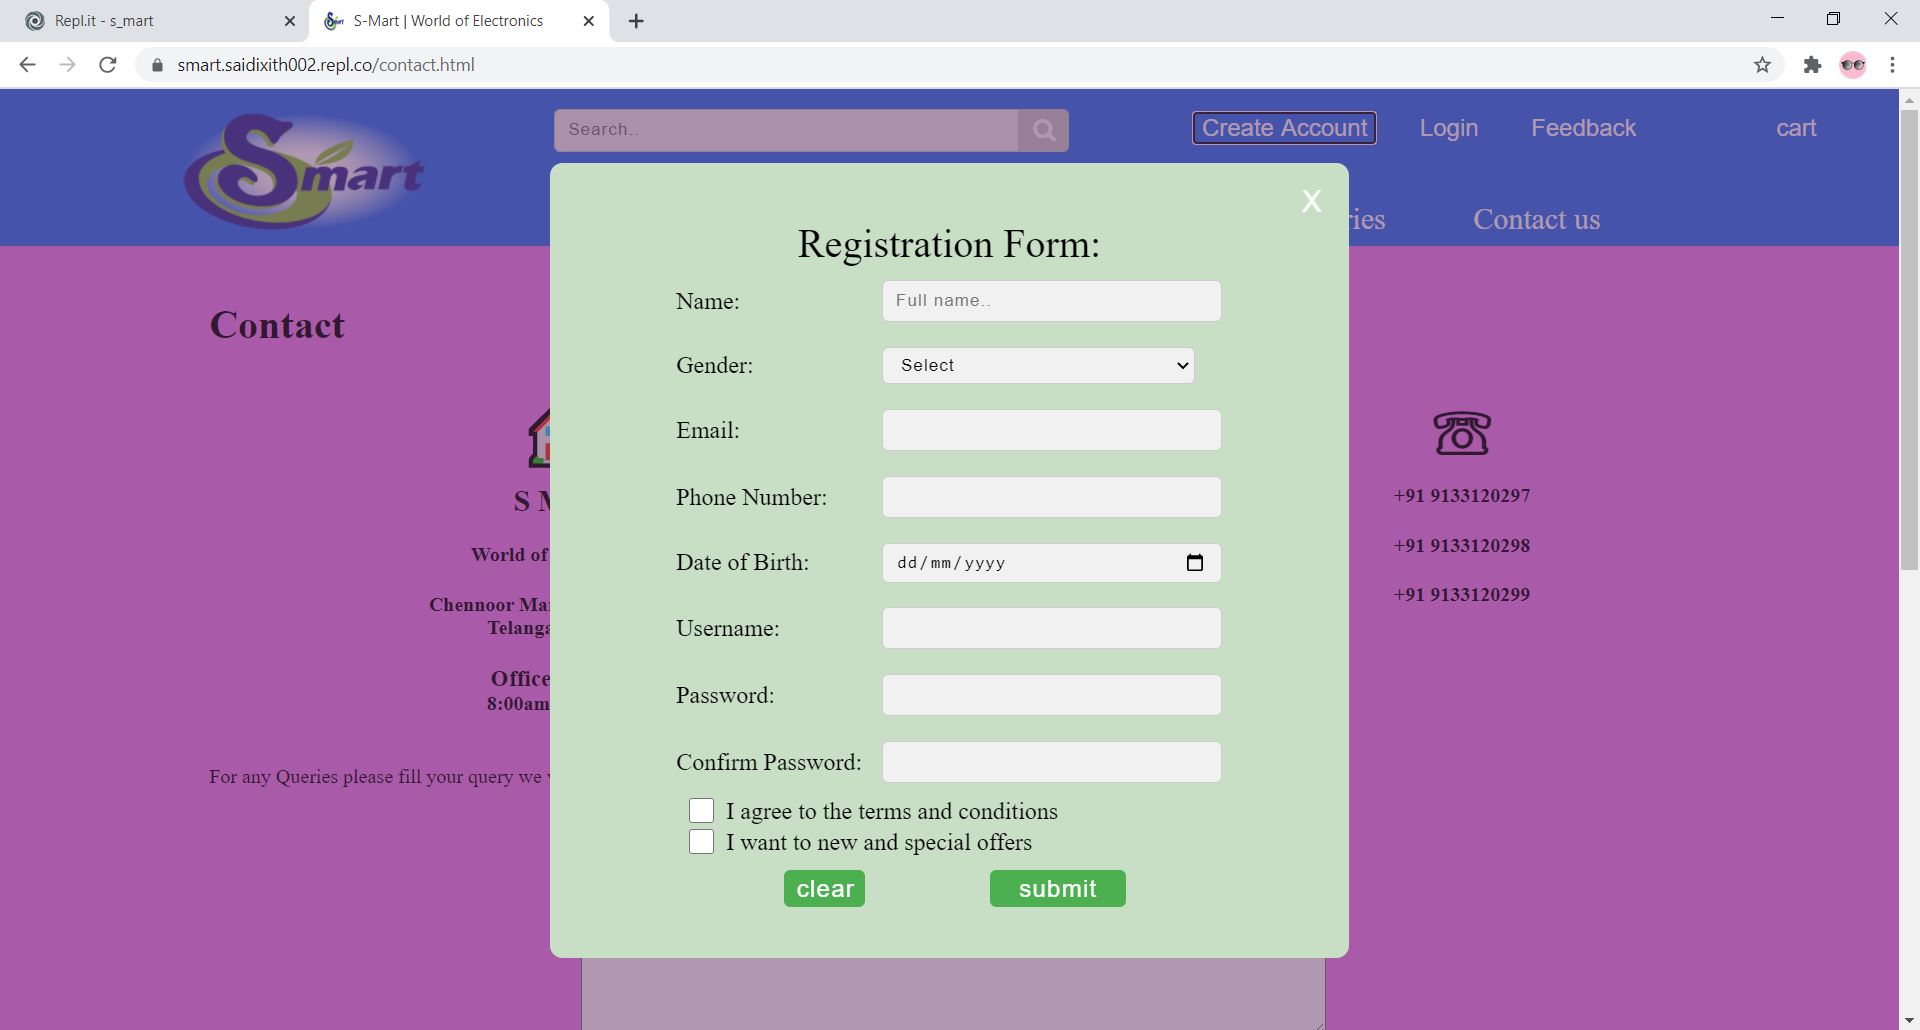 Repl.it - s_mart
S-Mart | World of Electronics
smart.saidixith002.repl.co/contact.html
Smart
Search..
Create Account
Login
Feedback
cart
ries
Contact us
X
Registration Form:
Contact
Name:
Full name..
Gender:
Select
Email:
Phone Number:
Date of Birth:
dd/mm/yyyy
Username:
Password:
Confirm Password:
I agree to the terms and conditions
I want to new and special offers
clear
submit
S M
World of
Chennoor Ma
Telanga
Office
8:00am
+91 9133120297
+91 9133120298
+91 9133120299
For any Queries please fill your query we